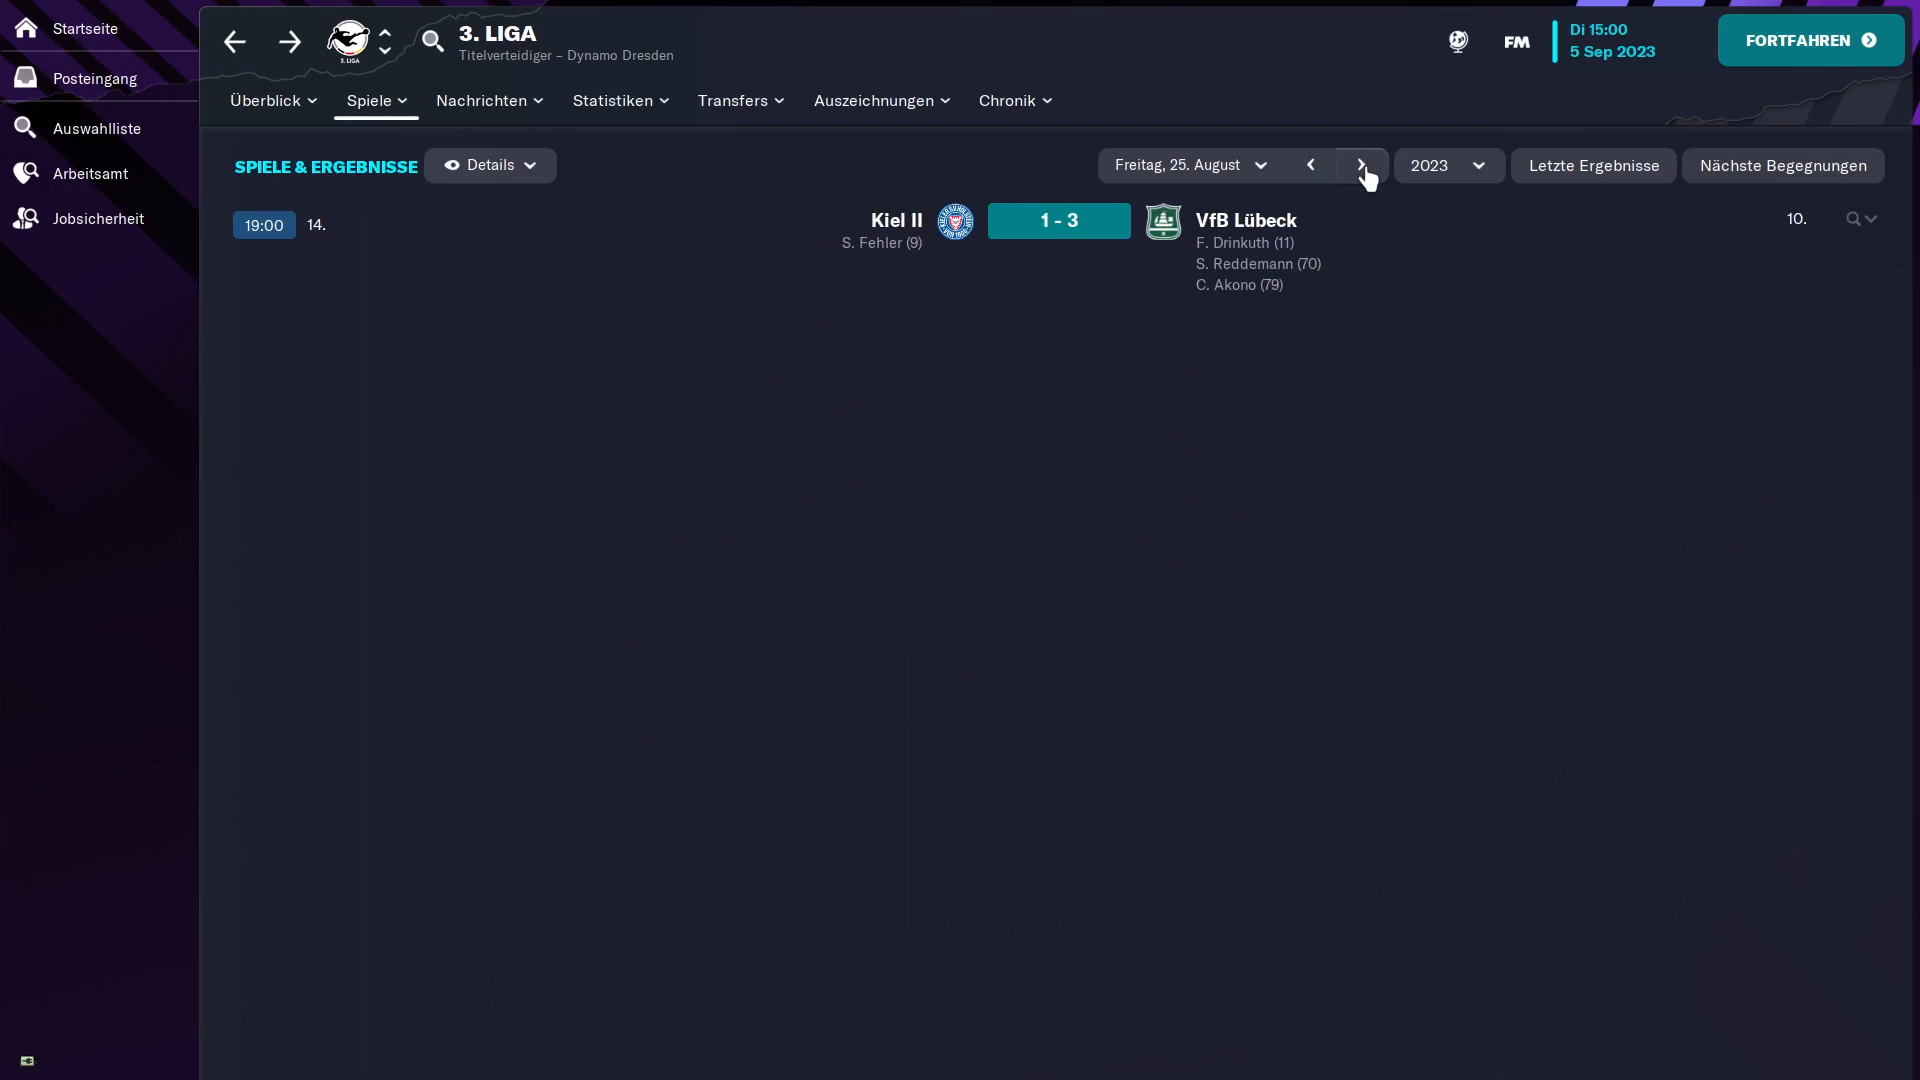 Startseite
Posteingang
Auswahlliste
Arbeitsamt
Jobsicherheit
3. LIGA
3. LIGA
Titelverteidiger – Dynamo Dresden
FM
Di 15:00
5 Sep 2023
FORTFAHREN
Überblick Spiele Nachrichten Statistiken Transfers Auszeichnungen Chronik
SPIELE & ERGEBNISSE Details Freitag, 25. August 2023 Letzte Ergebnisse Nächste Begegnungen
19:00 14. Kiel II 1 - 3 VfB Lübeck 10.
S. Fehler (9) F. Drinkuth (11)
S. Reddemann (70)
C. Akono (79)